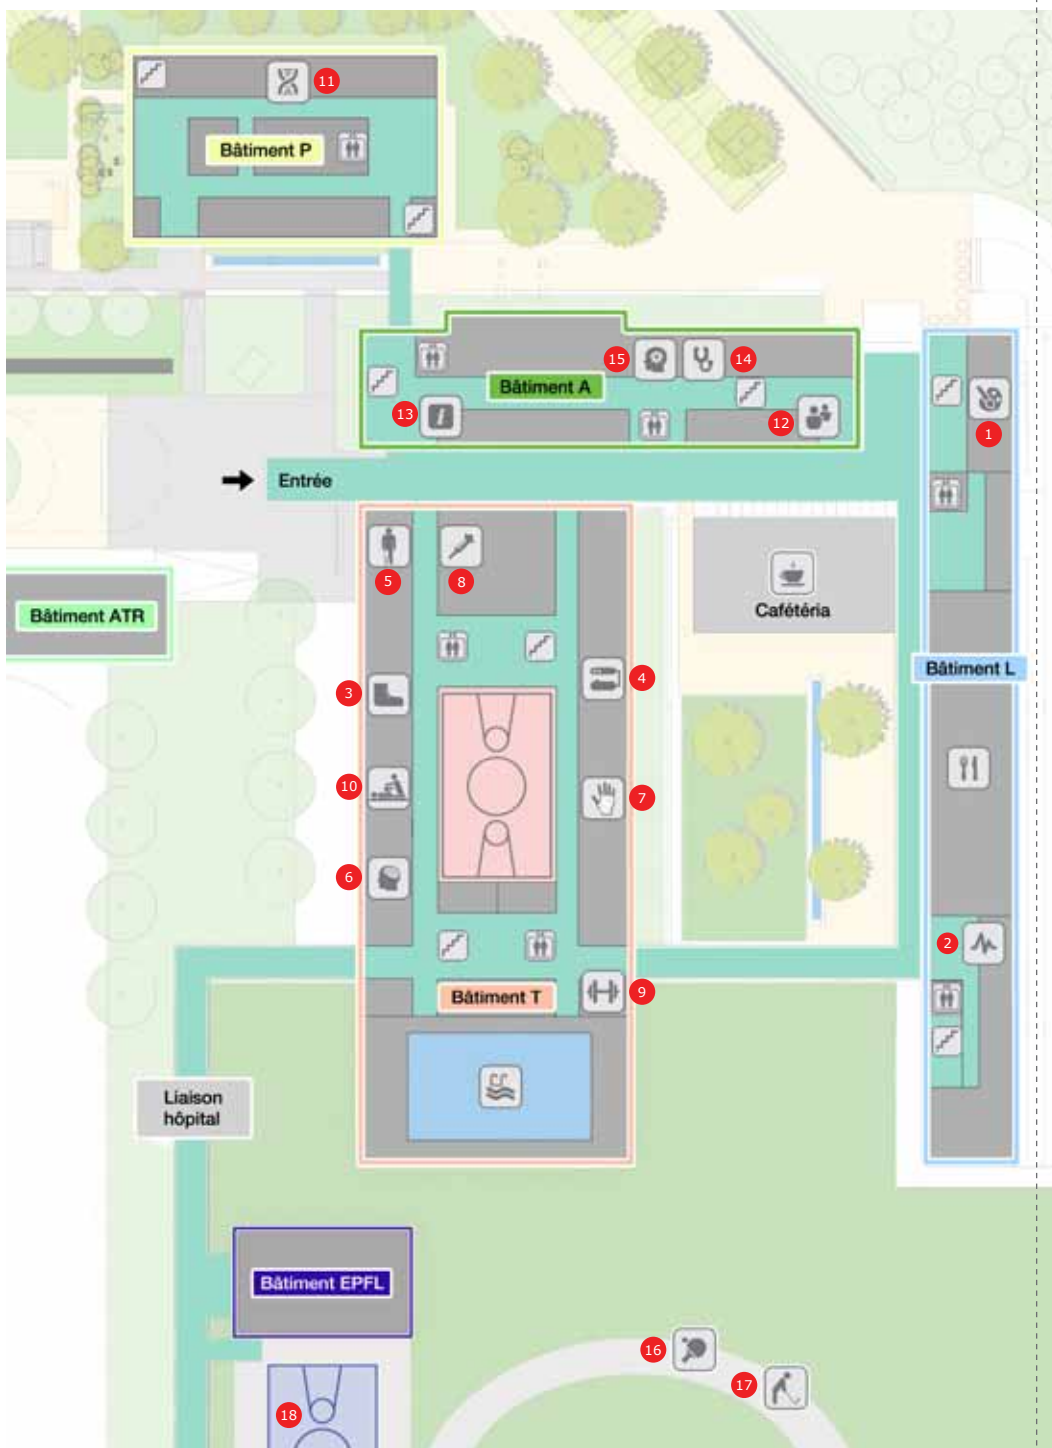 11
Bâtiment P
15
14
Bâtiment A
13
12
1
Entrée
5
8
Cafétéria
Bâtiment ATR
Bâtiment L
3
4
10
7
6
2
9
Bâtiment T
Liaison
hôpital
Bâtiment EPFL
16
17
18